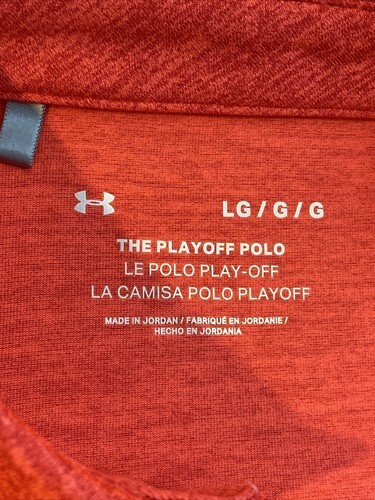 LG / G / G
THE PLAYOFF POLO
LE POLO PLAY-OFF
LA CAMISA POLO PLAYOFF
MADE IN JORDAN / FABRIQUÉ EN JORDANIE /
HECHO EN JORDANIA